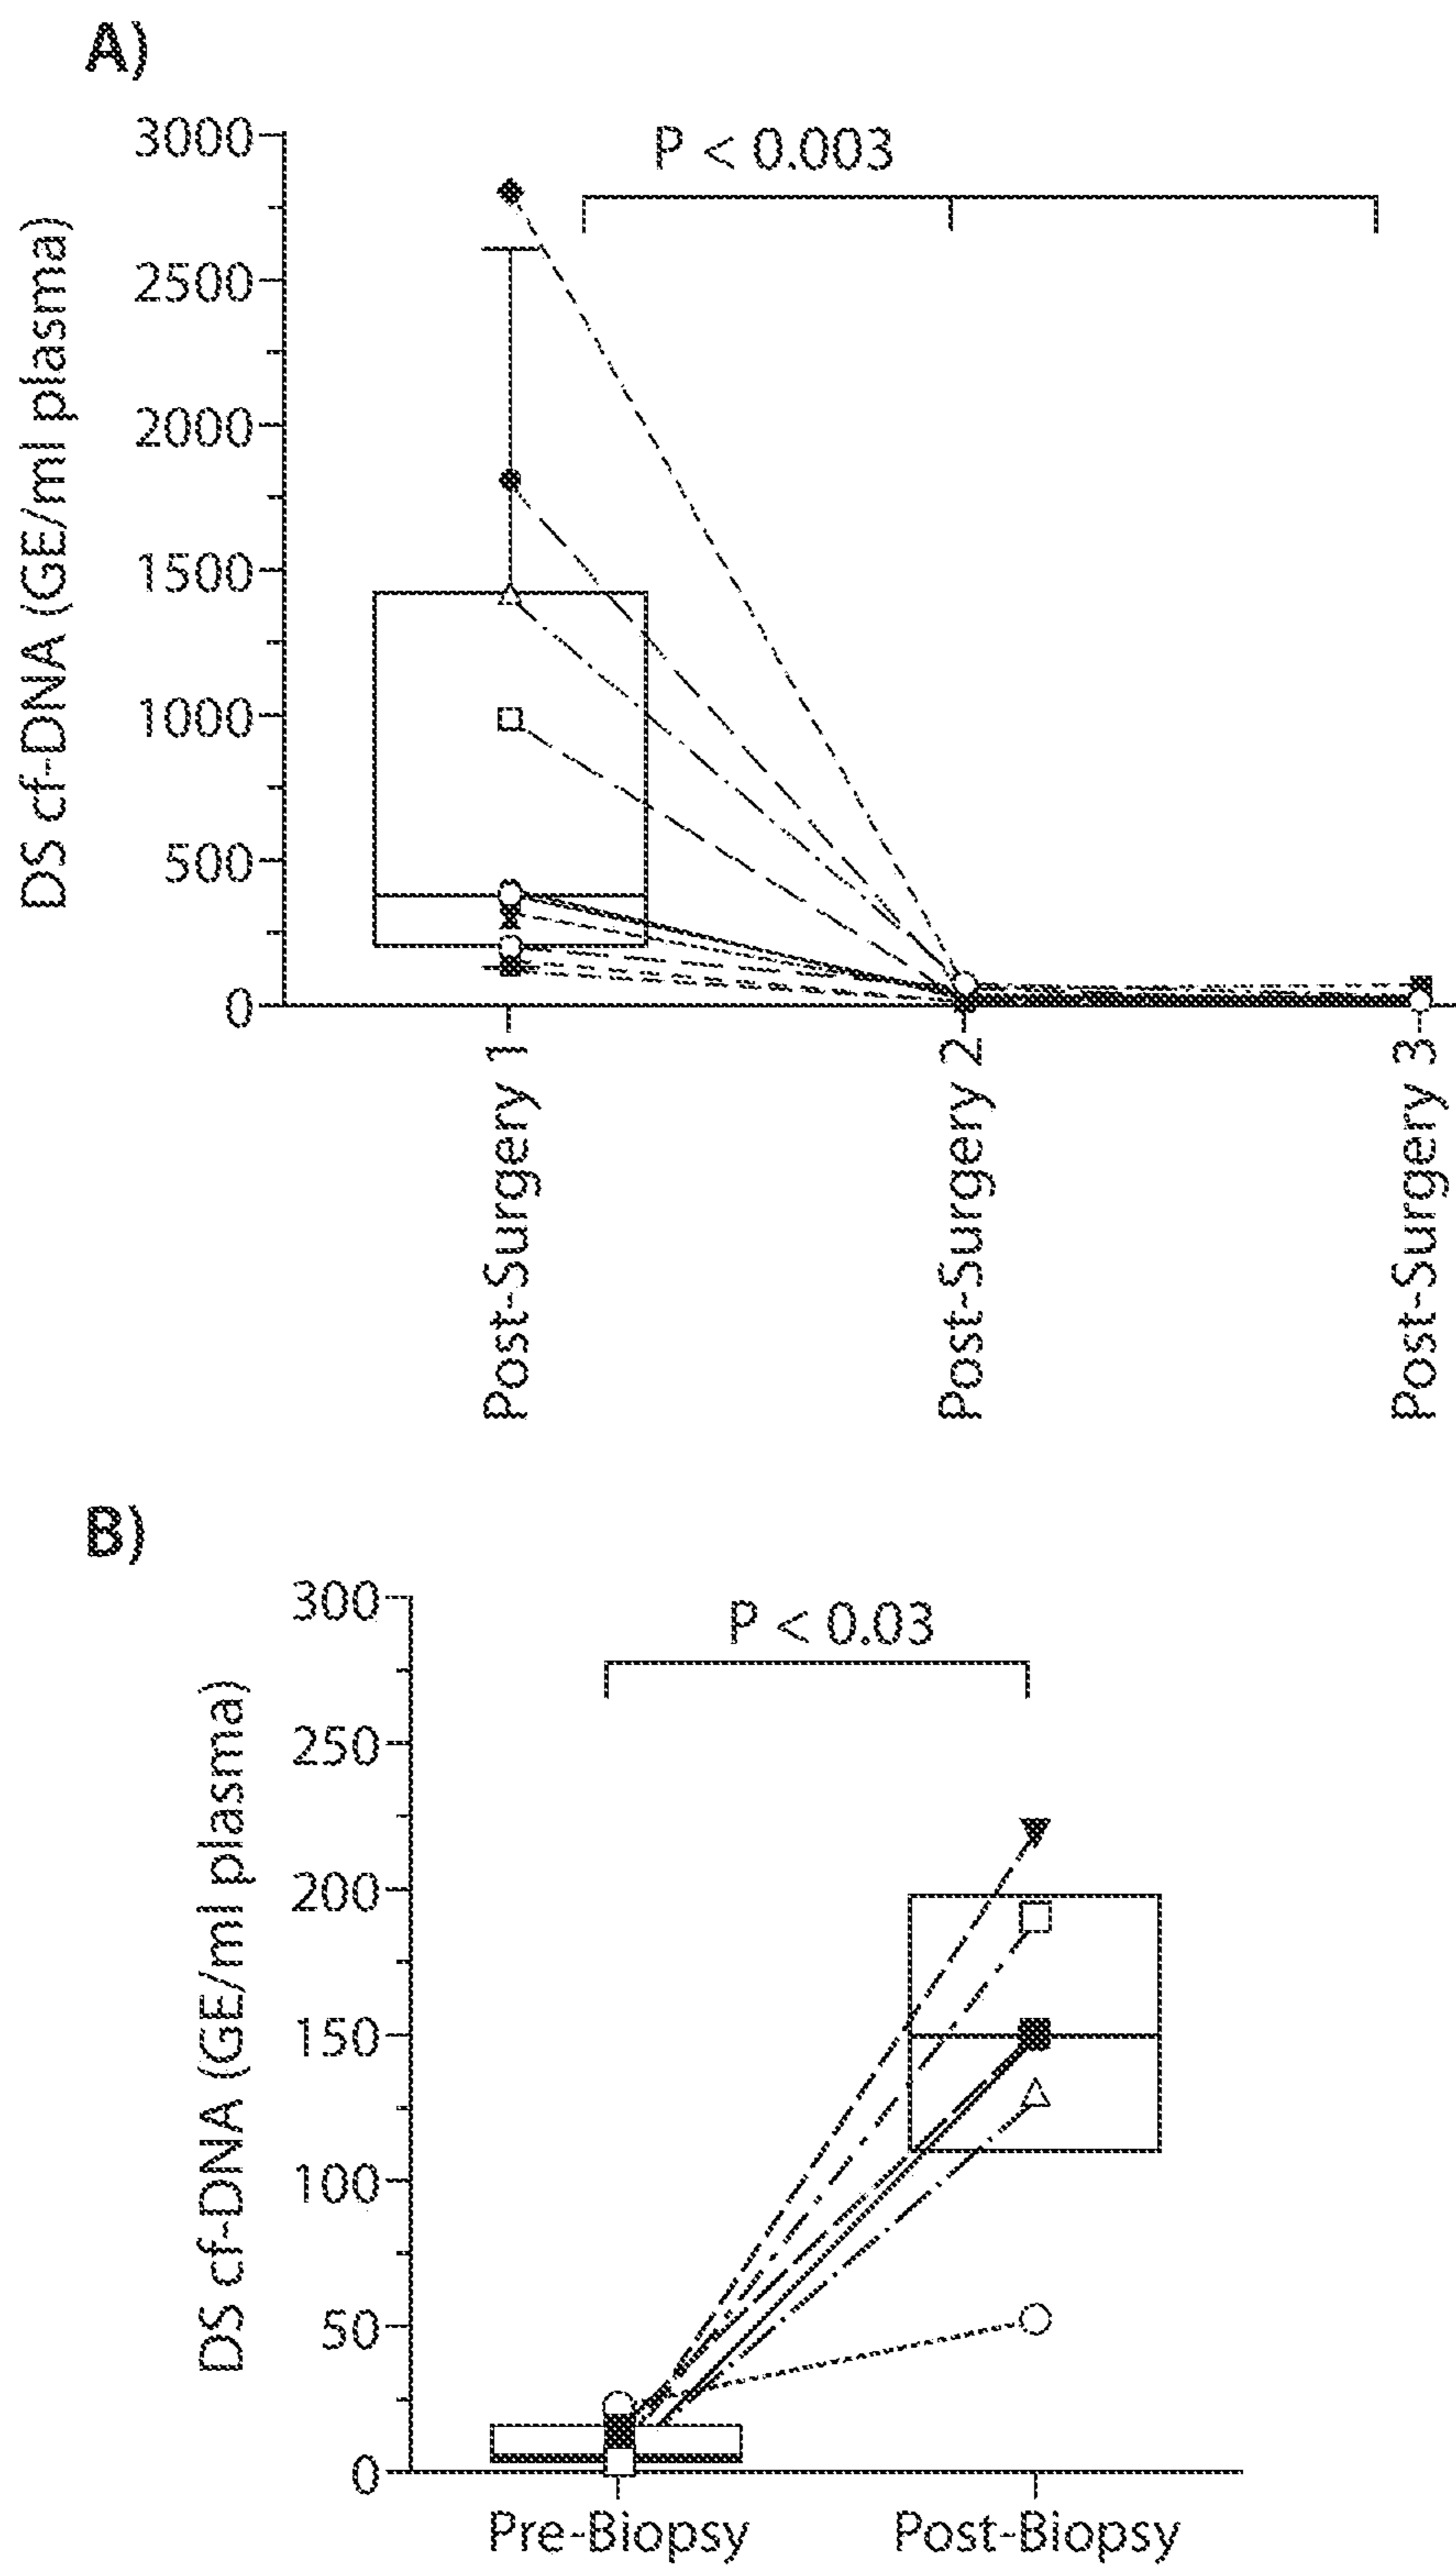 A)
P < 0.003
DS cf-DNA (GE/ml plasma)
3000
2500
2000
1500
1000
500
0
Post-Surgery 1
Post-Surgery 2
Post-Surgery 3
B)
P < 0.03
DS cf-DNA (GE/ml plasma)
300
250
200
150
100
50
0
Pre-Biopsy
Post-Biopsy